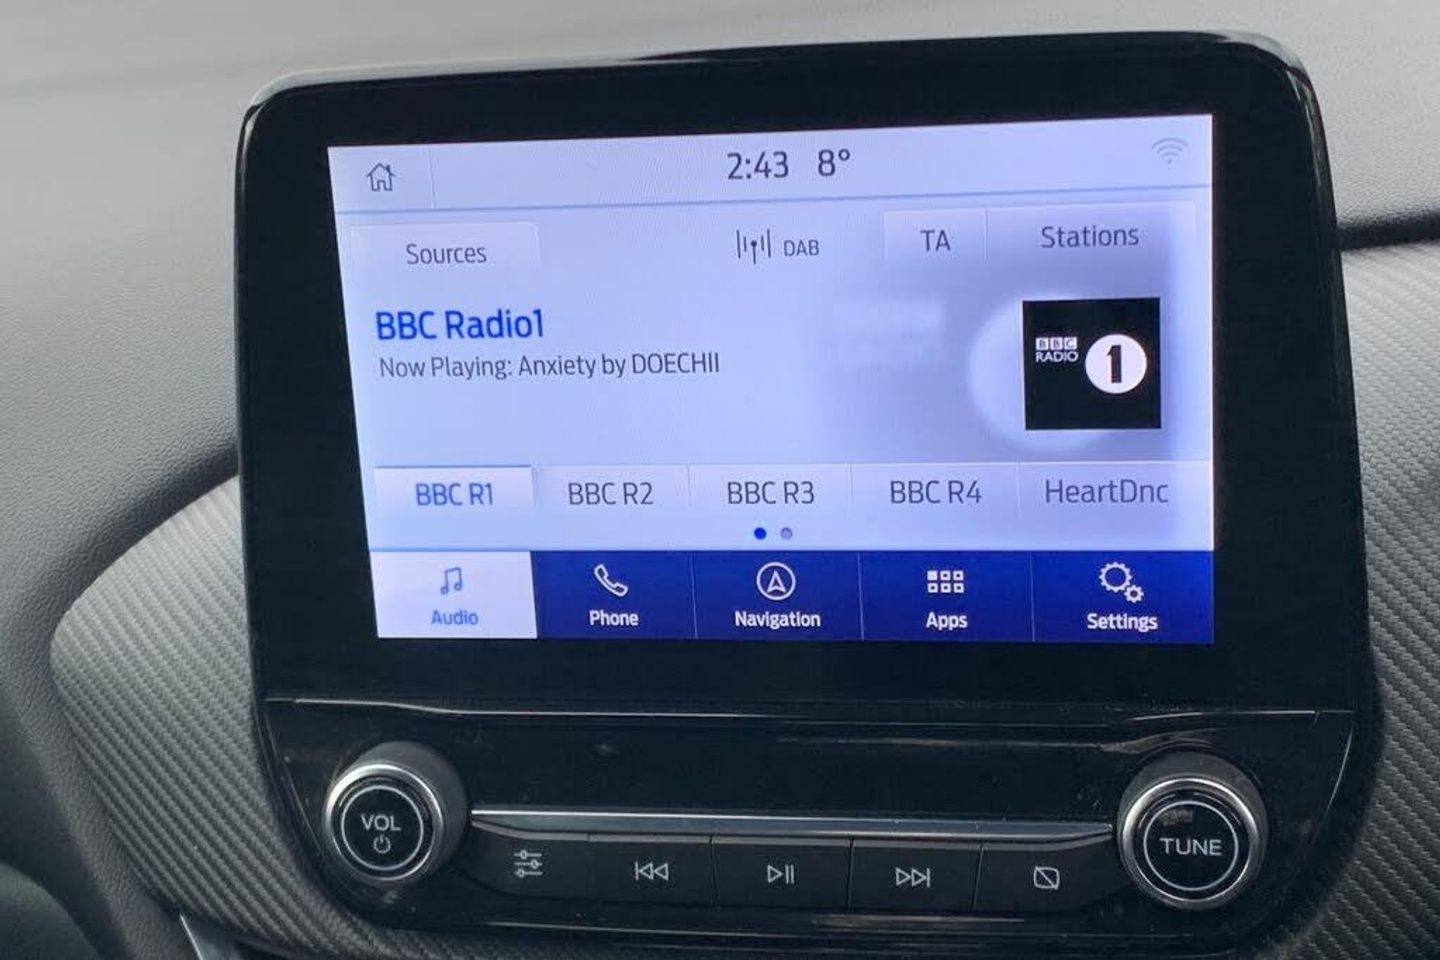 2:43 8°
Sources DAB TA Stations
BBC Radio1
Now Playing: Anxiety by DOECHII
BBC
RADIO 1
BBC R1 BBC R2 BBC R3 BBC R4 HeartDnc
Audio Phone Navigation Apps Settings
VOL TUNE